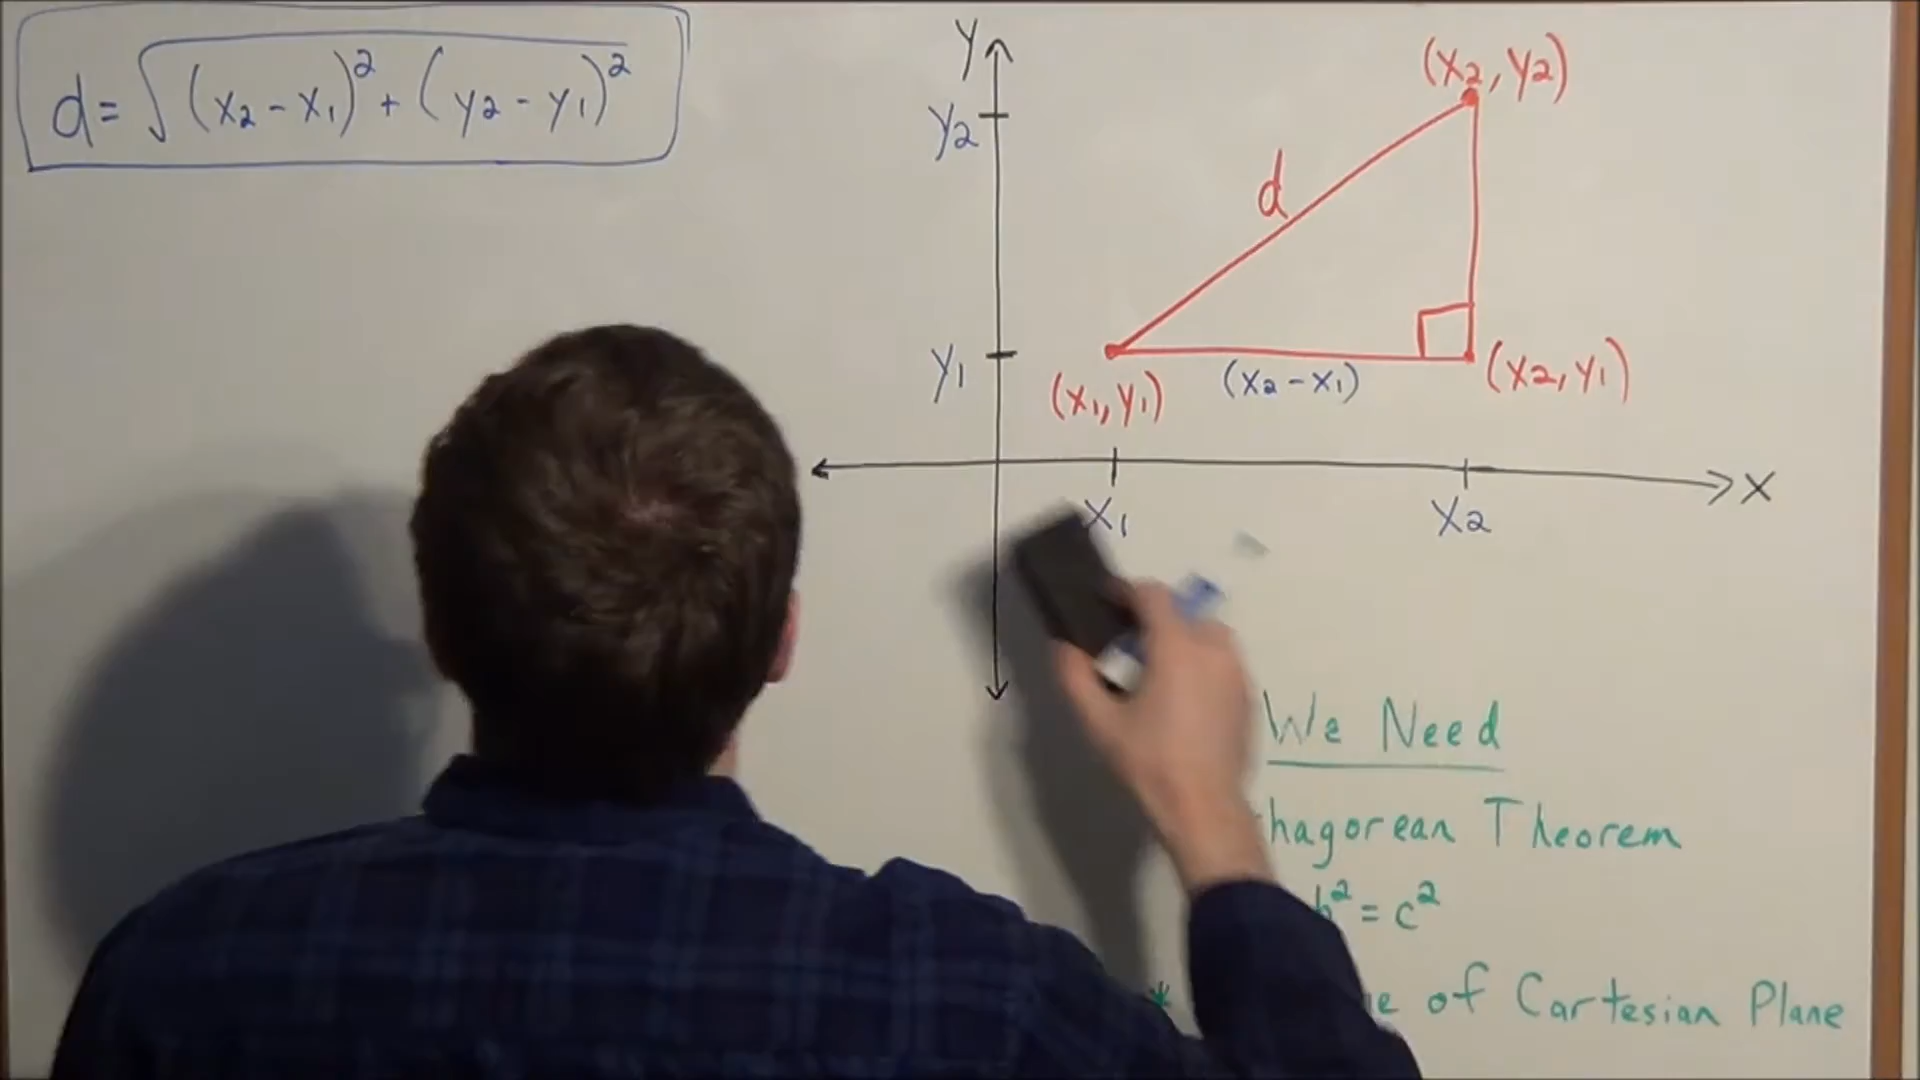 d = √(x2 - x1)² + (y2 - y1)²
y
(x2, y2)
y2
d
y1
(x1, y1)
(x2 - x1)
(x2, y1)
x
x1
x2
We Need
Theorem
b² = c²
* of Cartesian Plane